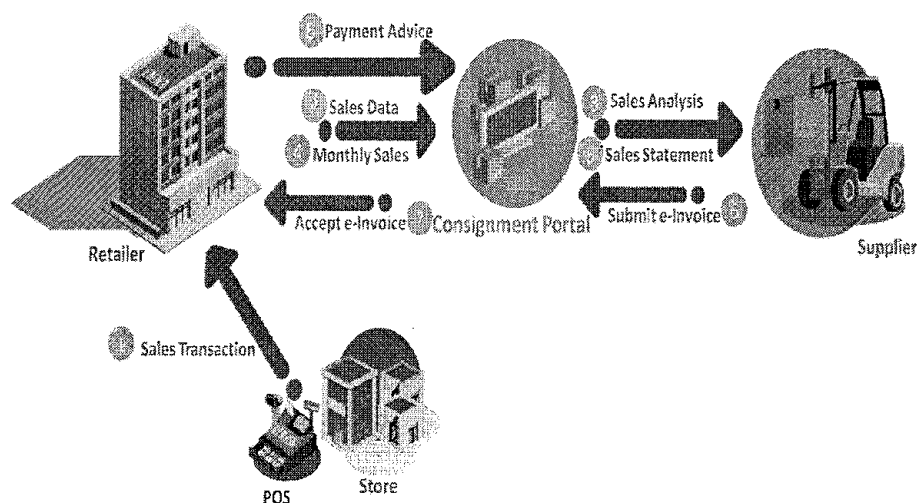 Payment Advice
Sales Data
Monthly Sales
Accept e-Invoice
Consignment Portal
Sales Analysis
Sales Statement
Submit e-Invoice
Retailer
Supplier
Sales Transaction
POS
Store